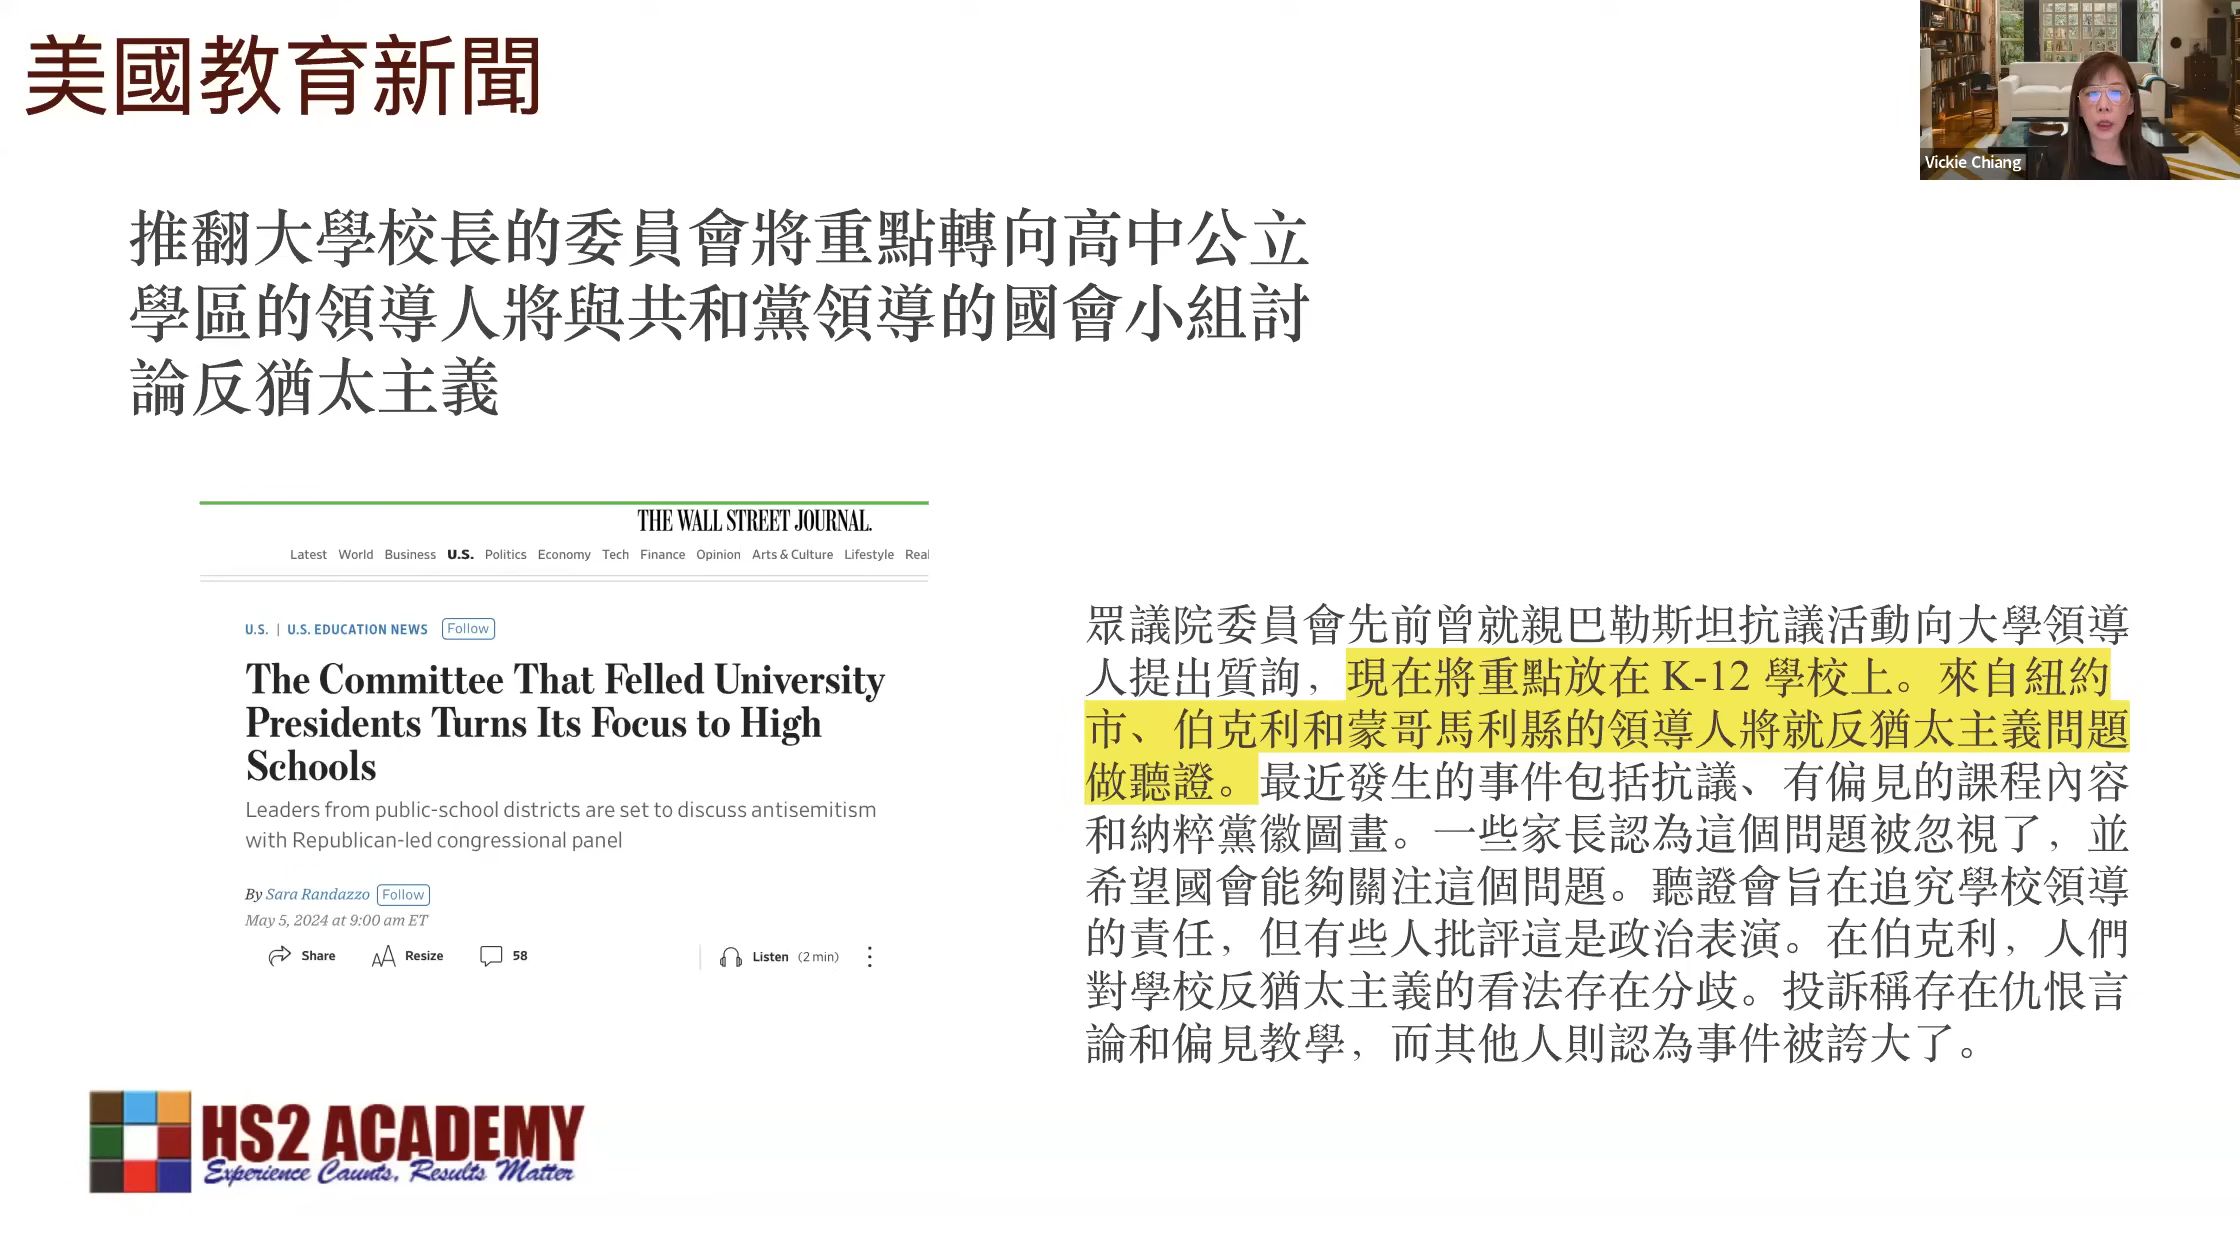 美國教育新聞
Vickie Chiang
推翻大學校長的委員會將重點轉向高中公立
學區的領導人將與共和黨領導的國會小組討
論反猶太主義
THE WALL STREET JOURNAL.
Latest World Business U.S. Politics Economy Tech Finance Opinion Arts & Culture Lifestyle Real
U.S. | U.S. EDUCATION NEWS Follow
The Committee That Felled University
Presidents Turns Its Focus to High
Schools
Leaders from public-school districts are set to discuss antisemitism
with Republican-led congressional panel
By Sara Randazzo Follow
May 5, 2024 at 9:00 am ET
Share Resize 58 Listen (2 min)
眾議院委員會先前曾就親巴勒斯坦抗議活動向大學領導
人提出質詢，現在將重點放在 K-12 學校上。來自紐約
市、伯克利和蒙哥馬利縣的領導人將就反猶太主義問題
做聽證。最近發生的事件包括抗議、有偏見的課程內容
和納粹黨徽圖畫。一些家長認為這個問題被忽視了，並
希望國會能夠關注這個問題。聽證會旨在追究學校領導
的責任，但有些人批評這是政治表演。在伯克利，人們
對學校反猶太主義的看法存在分歧。投訴稱存在仇恨言
論和偏見教學，而其他人則認為事件被誇大了。
HS2 ACADEMY
Experience Counts, Results Matter